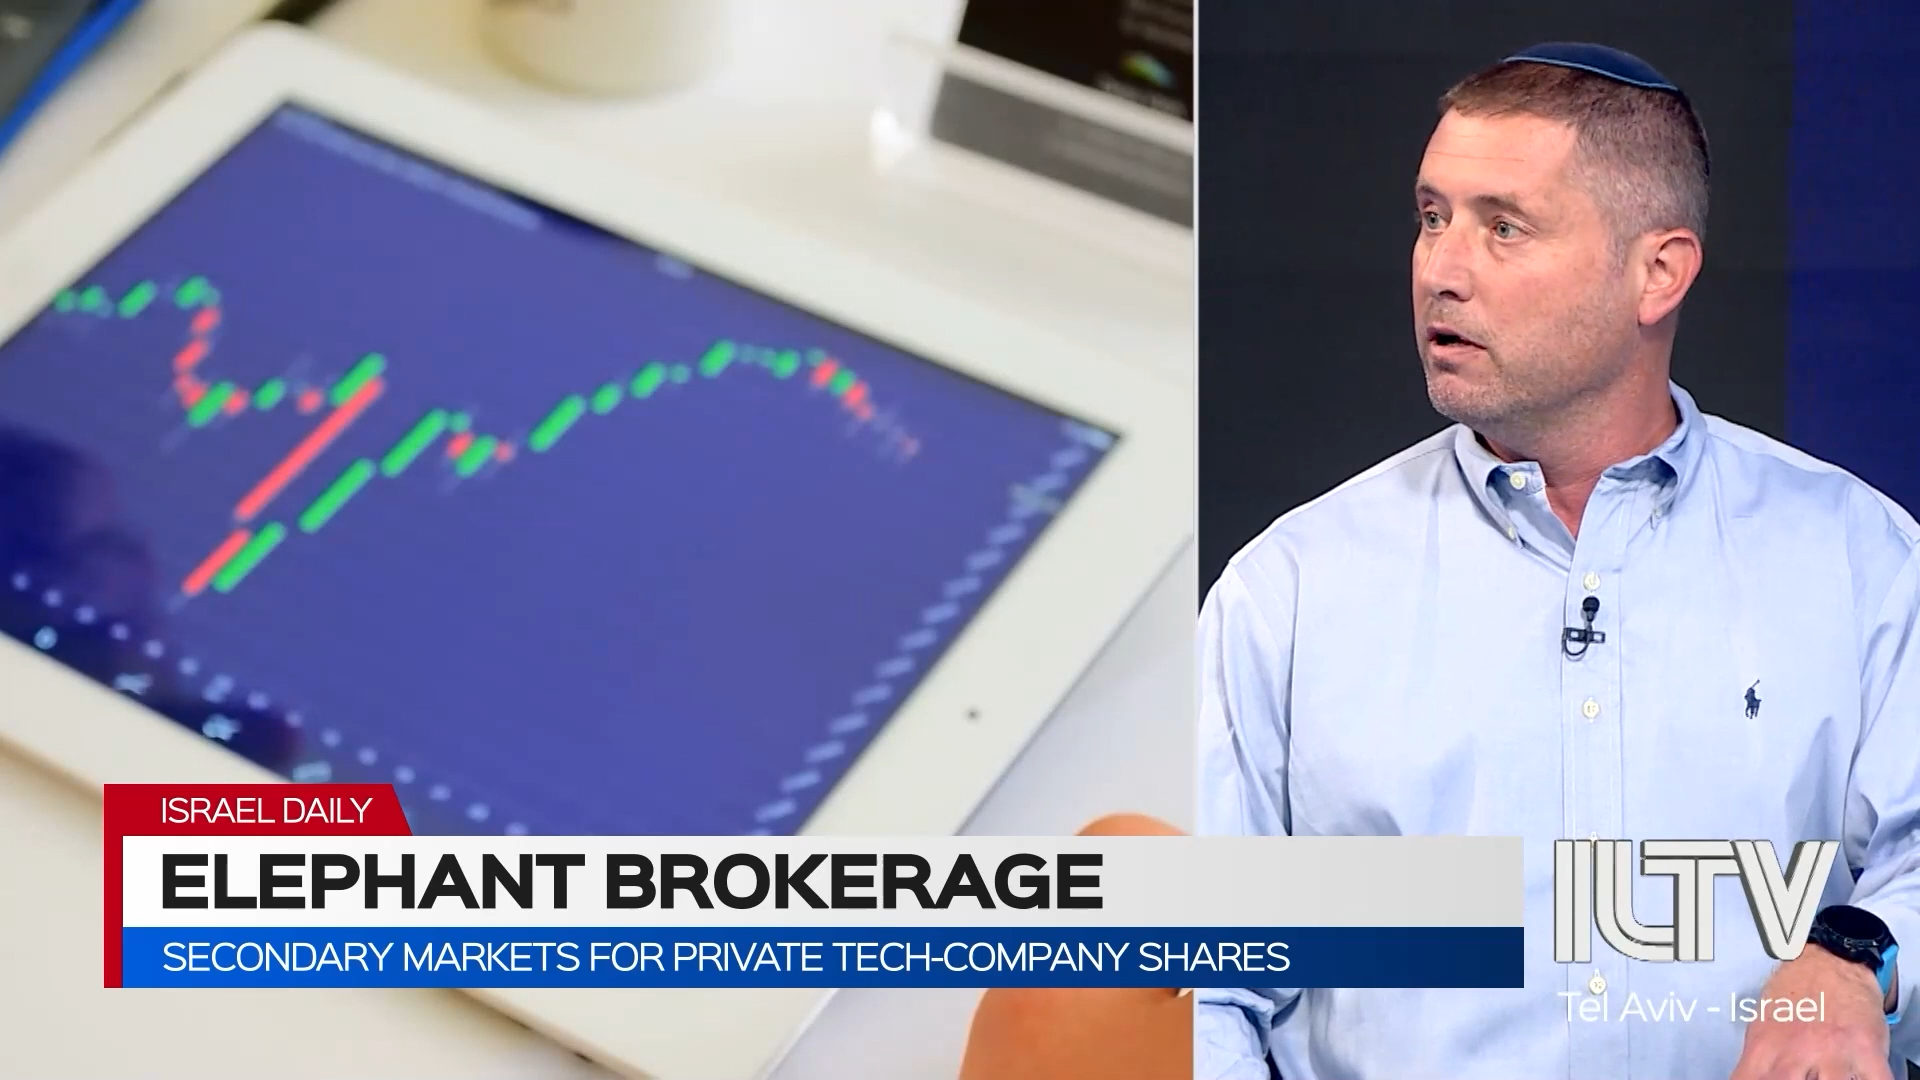 ISRAEL DAILY
ELEPHANT BROKERAGE
SECONDARY MARKETS FOR PRIVATE TECH-COMPANY SHARES
ILTV
Tel Aviv - Israel